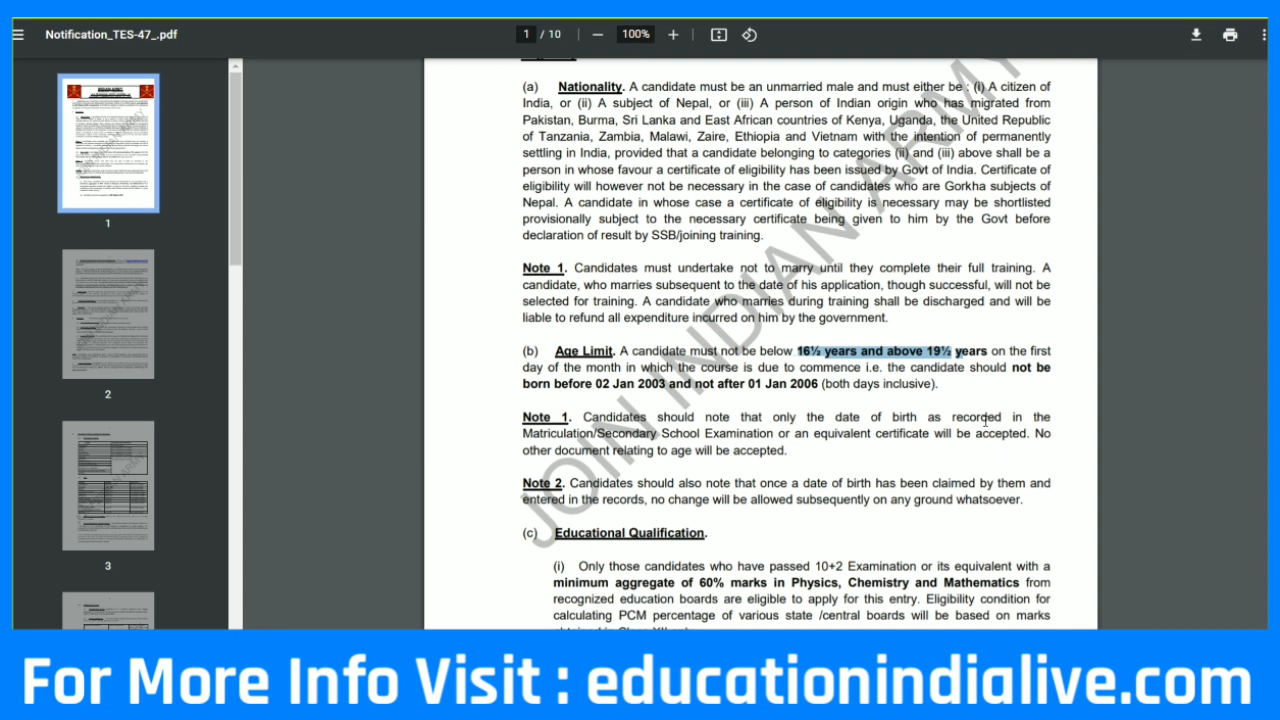 Notification_TES-47_.pdf
1 / 10
100%
(a) Nationality. A candidate must be an unmarried male and must either be : (i) A citizen of
India, or (ii) A subject of Nepal, or (iii) A person of Indian origin who has migrated from
Pakistan, Burma, Sri Lanka and East African countries of Kenya, Uganda, the United Republic
of Tanzania, Zambia, Malawi, Zaire, Ethiopia and Vietnam with the intention of permanently
settling in India, provided that a candidate belonging to categories (ii) and (iii) above shall be a
person in whose favour a certificate of eligibility has been issued by Govt of India. Certificate of
eligibility will however not be necessary in the case of candidates who are Gorkha subjects of
Nepal. A candidate in whose case a certificate of eligibility is necessary may be shortlisted
provisionally subject to the necessary certificate being given to him by the Govt before
declaration of result by SSB/joining training.
Note 1. Candidates must undertake not to marry until they complete their full training. A
candidate, who marries subsequent to the date of his application, though successful, will not be
selected for training. A candidate who marries during training shall be discharged and will be
liable to refund all expenditure incurred on him by the government.
(b) Age Limit. A candidate must not be below 16½ years and above 19½ years on the first
day of the month in which the course is due to commence i.e. the candidate should not be
born before 02 Jan 2003 and not after 01 Jan 2006 (both days inclusive).
Note 1. Candidates should note that only the date of birth as recorded in the
Matriculation/Secondary School Examination or an equivalent certificate will be accepted. No
other document relating to age will be accepted.
Note 2. Candidates should also note that once a date of birth has been claimed by them and
entered in the records, no change will be allowed subsequently on any ground whatsoever.
(c) Educational Qualification.
(i) Only those candidates who have passed 10+2 Examination or its equivalent with a
minimum aggregate of 60% marks in Physics, Chemistry and Mathematics from
recognized education boards are eligible to apply for this entry. Eligibility condition for
calculating PCM percentage of various state /central boards will be based on marks
JOIN INDIAN ARMY
1
2
3
For More Info Visit : educationindialive.com